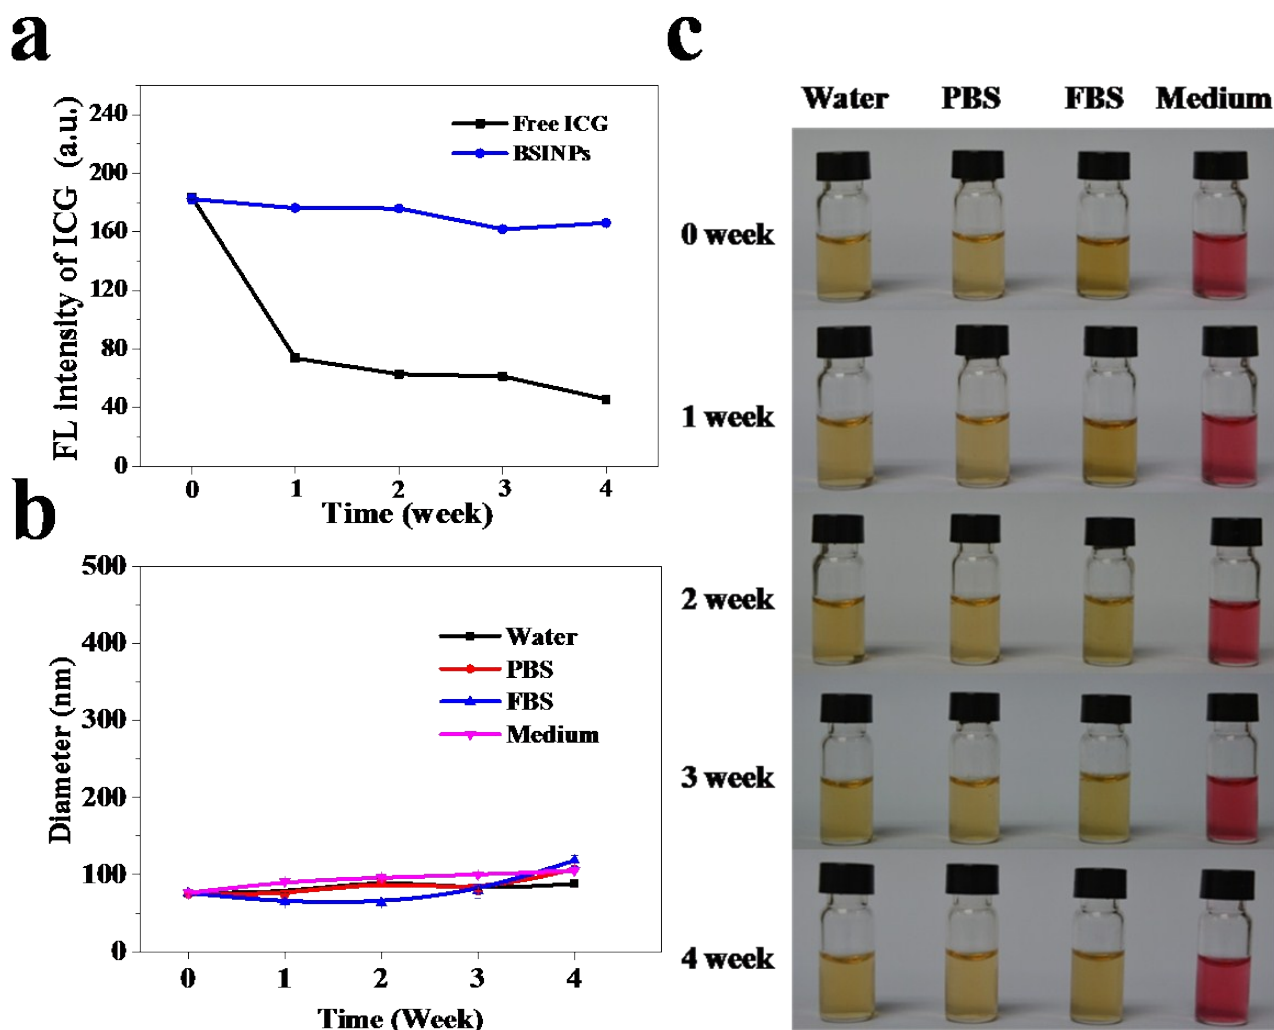 a
FL intensity of ICG (a.u.)
240
200
160
120
80
40
0
Free ICG
BSINPs
0 1 2 3 4
Time (week)
b
Diameter (nm)
500
400
300
200
100
0
Water
PBS
FBS
Medium
0 1 2 3 4
Time (Week)
c
Water PBS FBS Medium
0 week
1 week
2 week
3 week
4 week